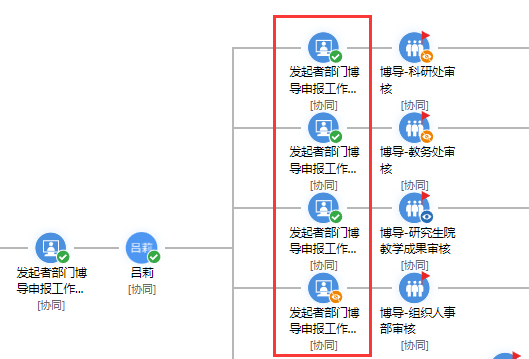 发起者部门博
导申报工作...
[协同]
博导-科研处审
核
[协同]
发起者部门博
导申报工作...
[协同]
博导-教务处审
核
[协同]
发起者部门博
导申报工作...
[协同]
博导-研究生院
教学成果审核
[协同]
发起者部门博
导申报工作...
[协同]
吕莉
吕莉
[协同]
发起者部门博
导申报工作...
[协同]
博导-组织人事
部审核
[协同]